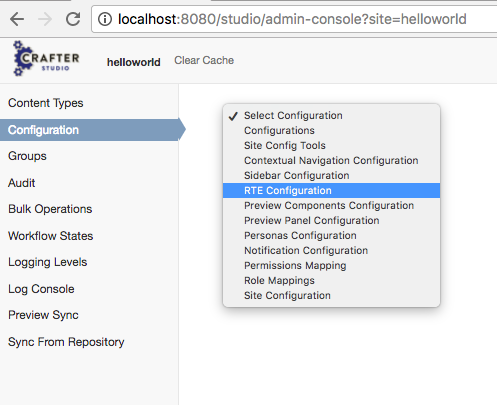 localhost:8080/studio/admin-console?site=helloworld
CRAFTER
STUDIO
helloworld
Clear Cache
Content Types
Configuration
Groups
Audit
Bulk Operations
Workflow States
Logging Levels
Log Console
Preview Sync
Sync From Repository
Select Configuration
Configurations
Site Config Tools
Contextual Navigation Configuration
Sidebar Configuration
RTE Configuration
Preview Components Configuration
Preview Panel Configuration
Personas Configuration
Notification Configuration
Permissions Mapping
Role Mappings
Site Configuration